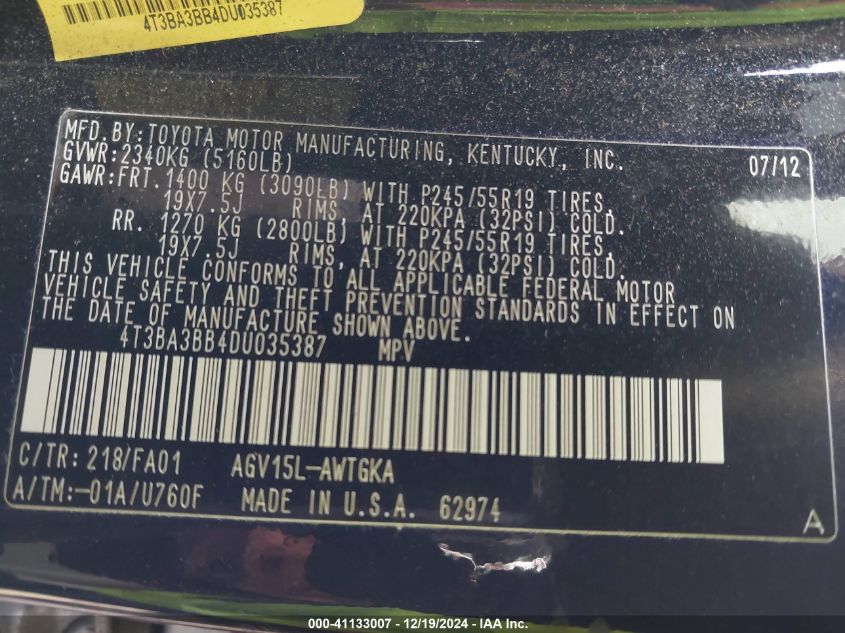 4T3BA3BB4DU035387
MFD.BY:TOYOTA MOTOR MANUFACTURING, KENTUCKY, INC. 07/12
GVWR:2340KG (5160LB)
GAWR:FRT.1400 KG (3090LB) WITH P245/55R19 TIRES,
19X7.5J RIMS, AT 220KPA (32PSI) COLD.
RR. 1270 KG (2800LB) WITH P245/55R19 TIRES,
19X7.5J RIMS, AT 220KPA (32PSI) COLD.
THIS VEHICLE CONFORMS TO ALL APPLICABLE FEDERAL MOTOR
VEHICLE SAFETY AND THEFT PREVENTION STANDARDS IN EFFECT ON
THE DATE OF MANUFACTURE SHOWN ABOVE.
4T3BA3BB4DU035387 MPV
C/TR:218/FA01 AGV15L-AWTGKA
A/TM:-01A/U760F MADE IN U.S.A. 62974 A
000-41133007 - 12/19/2024 - IAA Inc.